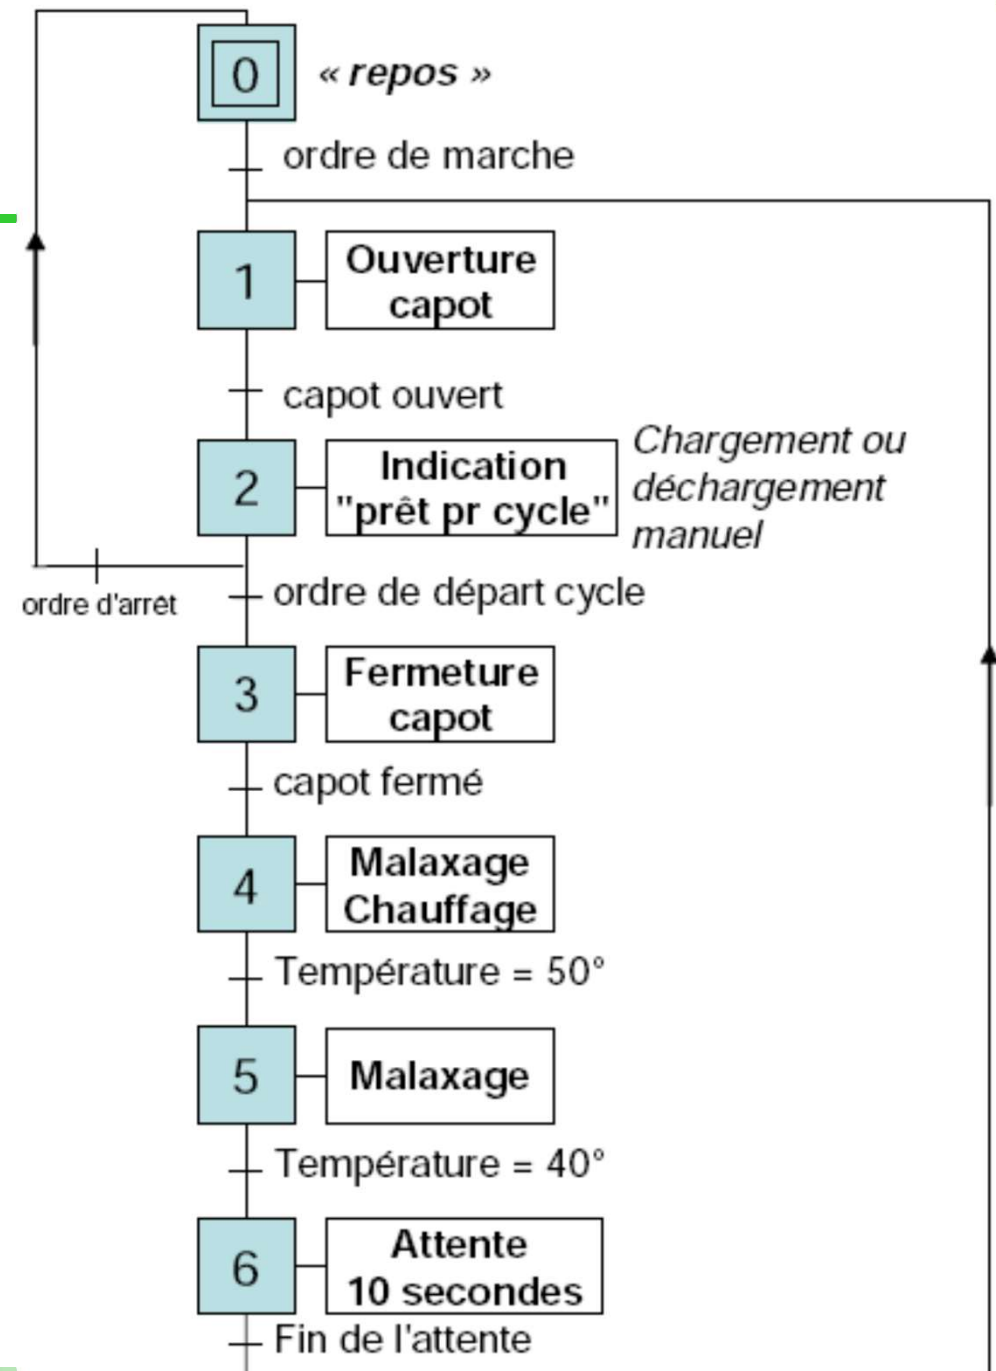 0
« repos »
ordre de marche
1
Ouverture
capot
capot ouvert
2
Indication
"prêt pr cycle"
Chargement ou
déchargement
manuel
ordre d'arrêt
ordre de départ cycle
3
Fermeture
capot
capot fermé
4
Malaxage
Chauffage
Température = 50°
5
Malaxage
Température = 40°
6
Attente
10 secondes
Fin de l'attente